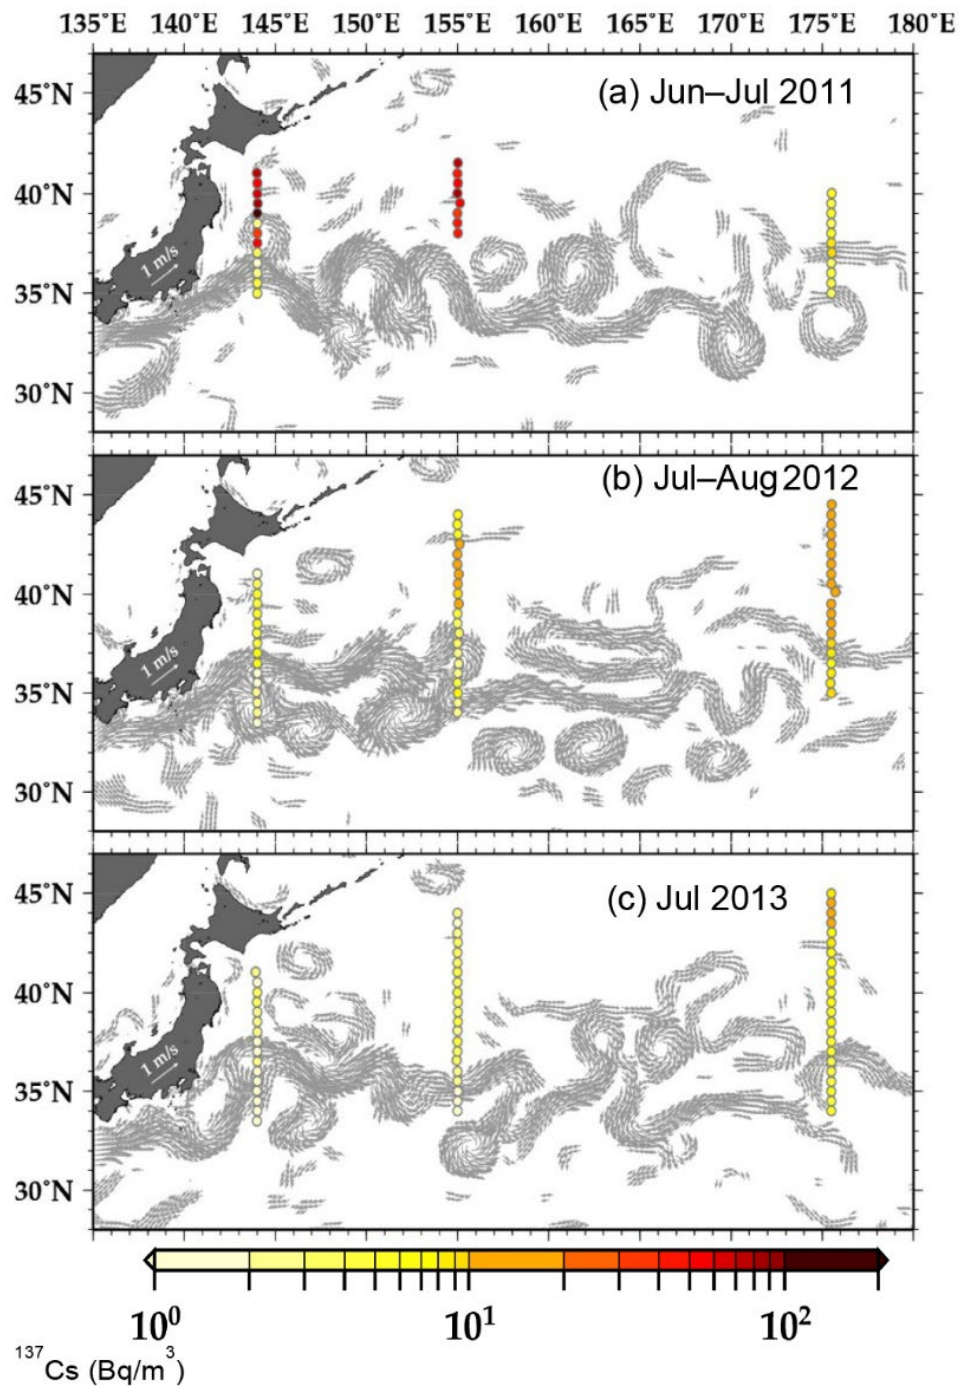 135˚E 140˚E 145˚E 150˚E 155˚E 160˚E 165˚E 170˚E 175˚E 180˚E
(a) Jun–Jul 2011
45˚N
40˚N
1 m/s
35˚N
30˚N
(b) Jul–Aug 2012
45˚N
40˚N
1 m/s
35˚N
30˚N
(c) Jul 2013
45˚N
40˚N
1 m/s
35˚N
30˚N
10⁰ 10¹ 10²
¹³⁷Cs (Bq/m³)